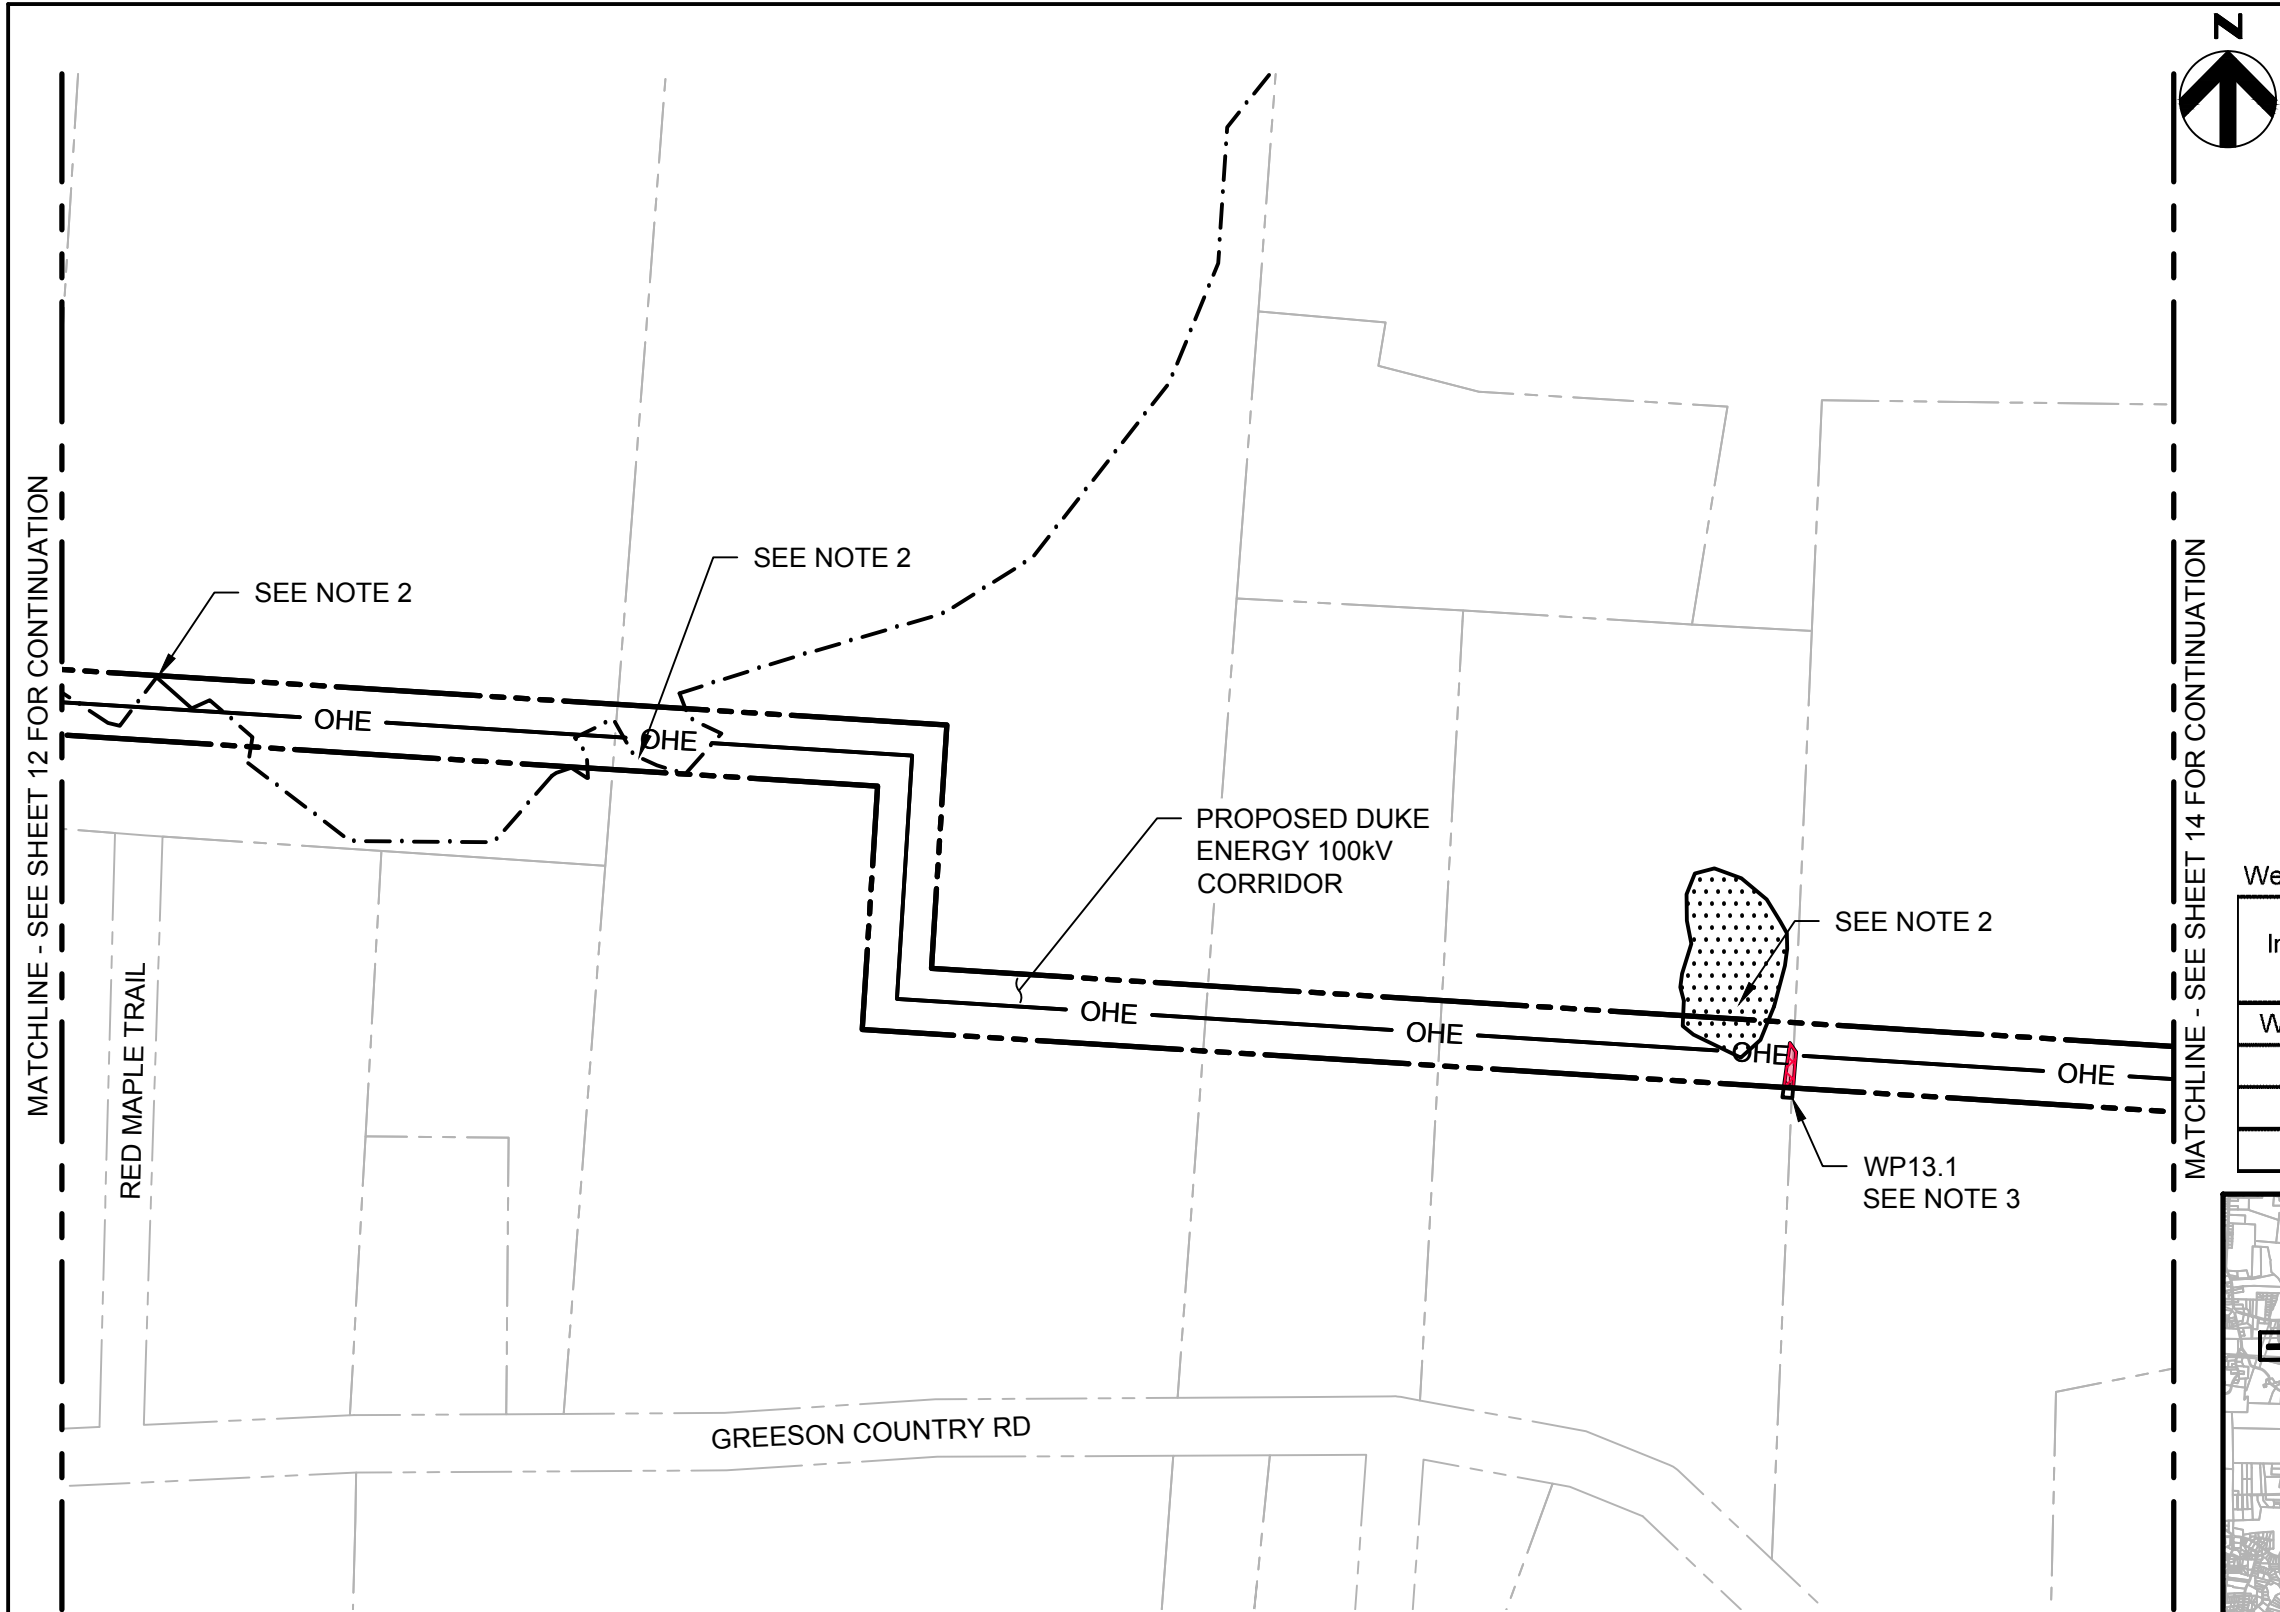 N
MATCHLINE - SEE SHEET 12 FOR CONTINUATION
SEE NOTE 2
SEE NOTE 2
MATCHLINE - SEE SHEET 14 FOR CONTINUATION
OHE
OHE
PROPOSED DUKE
ENERGY 100kV
CORRIDOR
SEE NOTE 2
OHE
OHE
OHE
OHE
RED MAPLE TRAIL
WP13.1
SEE NOTE 3
GREESON COUNTRY RD